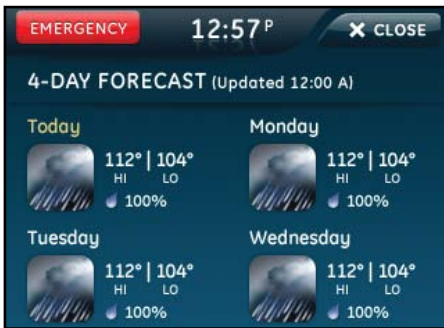 EMERGENCY 12:57 P X CLOSE
4-DAY FORECAST (Updated 12:00 A)
Today Monday
112° | 104° 112° | 104°
HI LO HI LO
100% 100%
Tuesday Wednesday
112° | 104° 112° | 104°
HI LO HI LO
100% 100%